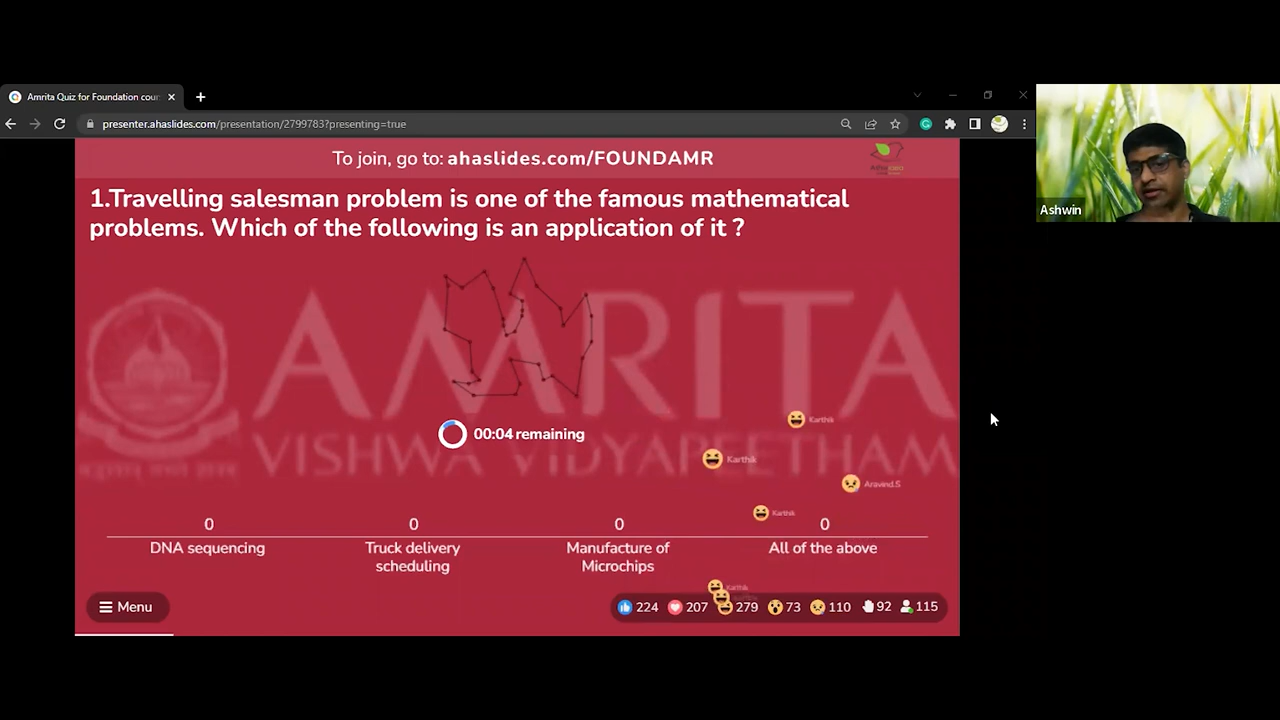 Amrita Quiz for Foundation cour
presenter.ahaslides.com/presentation/2799783?presenting=true
To join, go to: ahaslides.com/FOUNDAMR
1.Travelling salesman problem is one of the famous mathematical
problems. Which of the following is an application of it ?
Ashwin
AMRITA
VISHWA VIDYAPEETHAM
00:04 remaining
Karthik
Karthik
Aravind.S
Karthik
0 0 0 0
DNA sequencing
Truck delivery
scheduling
Manufacture of
Microchips
All of the above
Karthik
Menu
224 207 279 73 110 92 115